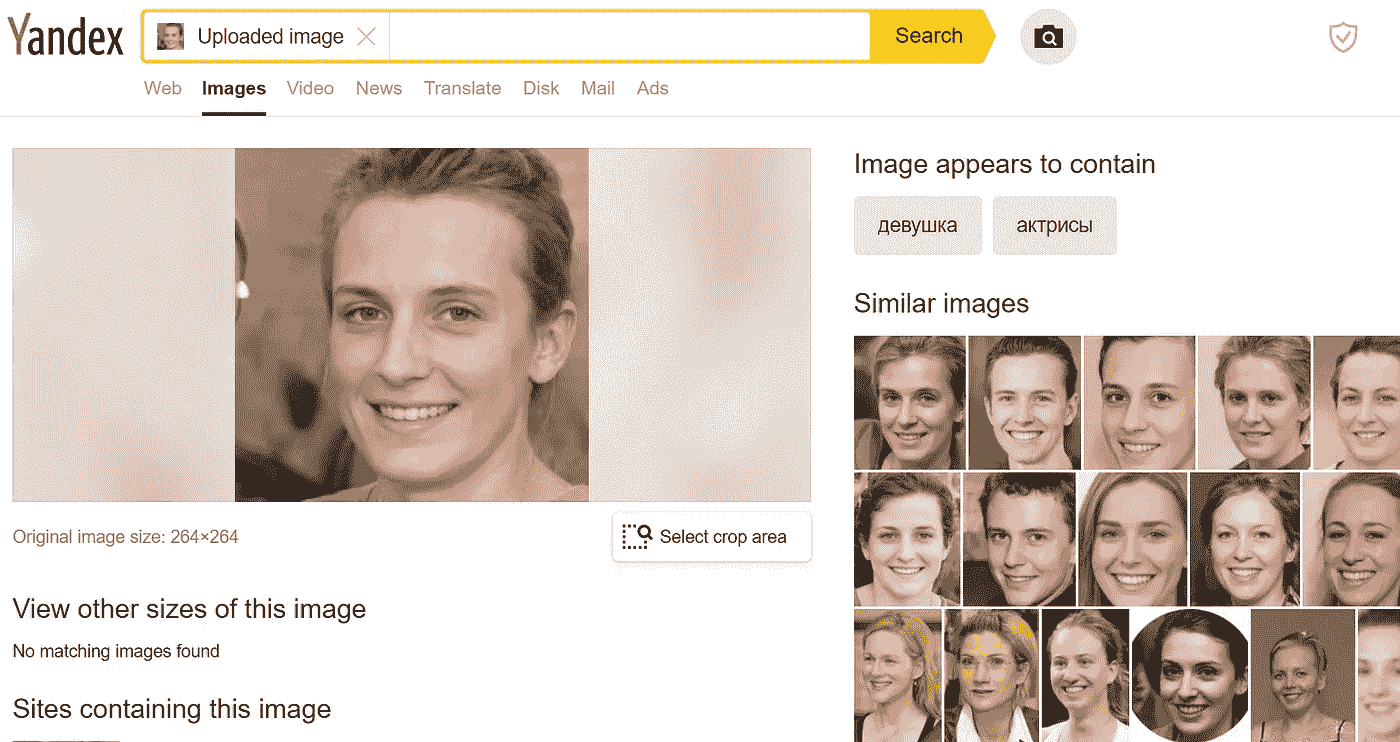 Yandex
Uploaded image
Search
Web Images Video News Translate Disk Mail Ads
Image appears to contain
девушка актрисы
Similar images
Original image size: 264×264
Select crop area
View other sizes of this image
No matching images found
Sites containing this image